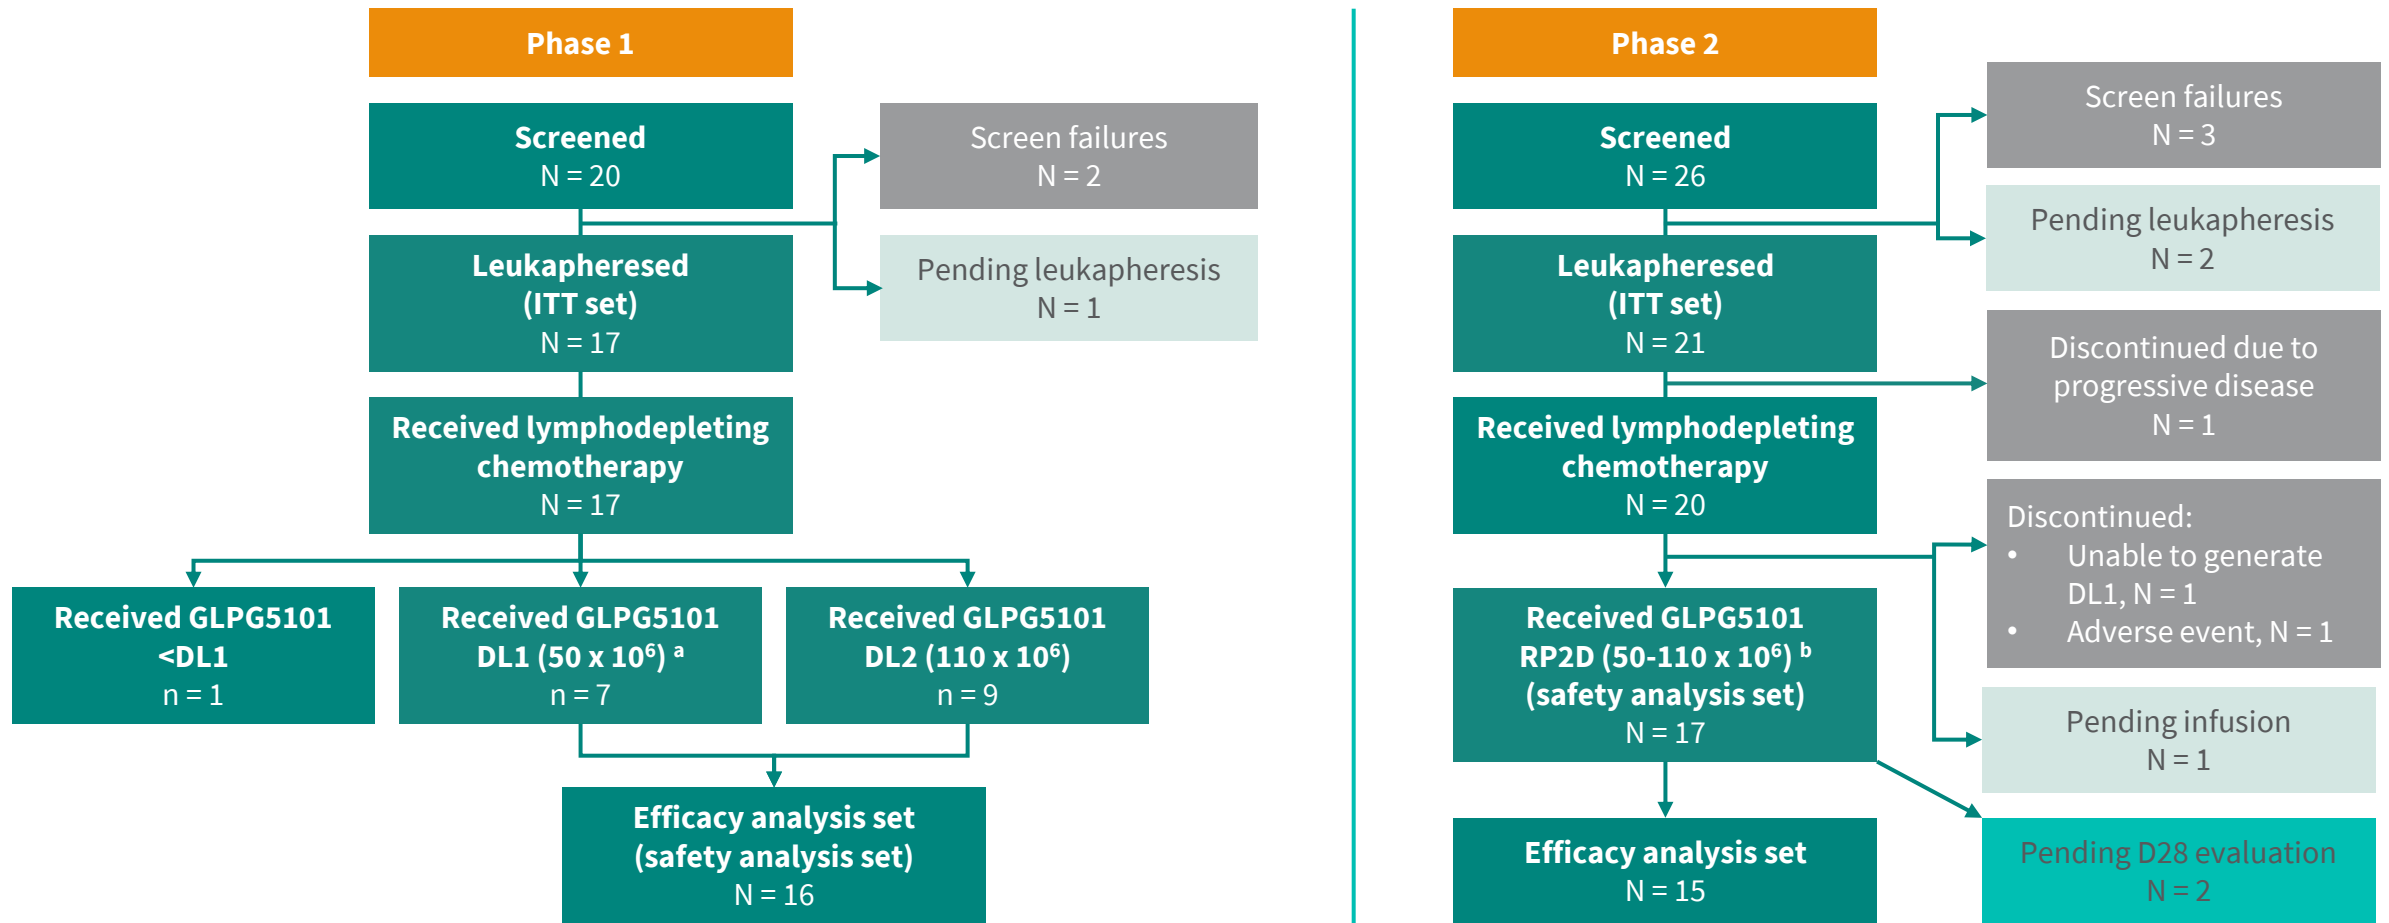 Phase 1
Screened
N = 20
Screen failures
N = 2
Pending leukapheresis
N = 1
Leukapheresed
(ITT set)
N = 17
Received lymphodepleting
chemotherapy
N = 17
Received GLPG5101
<DL1
n = 1
Received GLPG5101
DL1 (50 x 10⁶) ᵃ
n = 7
Received GLPG5101
DL2 (110 x 10⁶)
n = 9
Efficacy analysis set
(safety analysis set)
N = 16
Phase 2
Screened
N = 26
Screen failures
N = 3
Pending leukapheresis
N = 2
Leukapheresed
(ITT set)
N = 21
Discontinued due to
progressive disease
N = 1
Received lymphodepleting
chemotherapy
N = 20
Discontinued:
• Unable to generate
DL1, N = 1
• Adverse event, N = 1
Pending infusion
N = 1
Received GLPG5101
RP2D (50-110 x 10⁶) ᵇ
(safety analysis set)
N = 17
Efficacy analysis set
N = 15
Pending D28 evaluation
N = 2